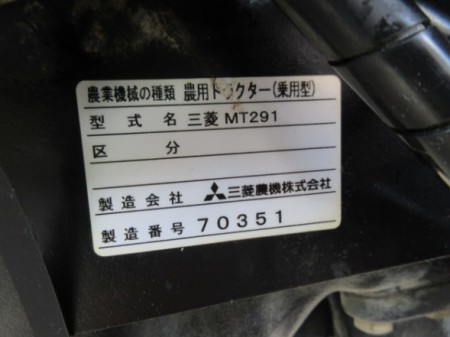 農業機械の種類 農用トラクター(乗用型)
型式名 三菱 MT291
区分
製造会社 三菱農機株式会社
製造番号 70351